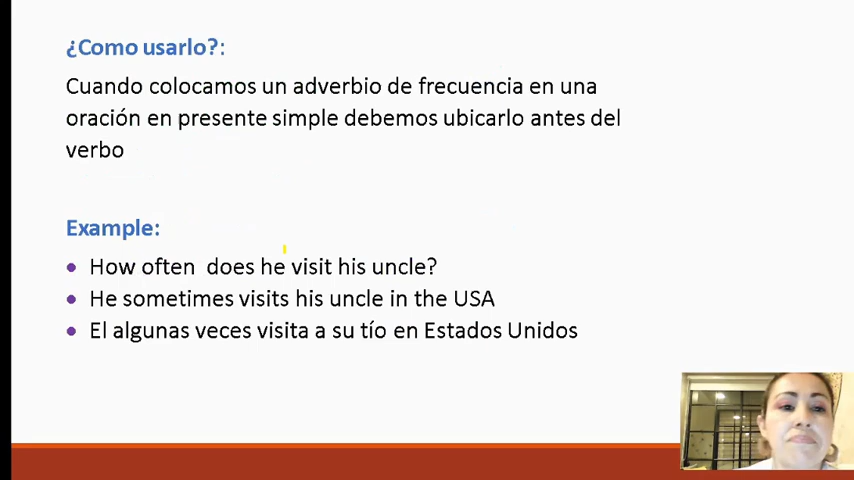 ¿Como usarlo?:
Cuando colocamos un adverbio de frecuencia en una
oración en presente simple debemos ubicarlo antes del
verbo
Example:
How often does he visit his uncle?
He sometimes visits his uncle in the USA
El algunas veces visita a su tío en Estados Unidos